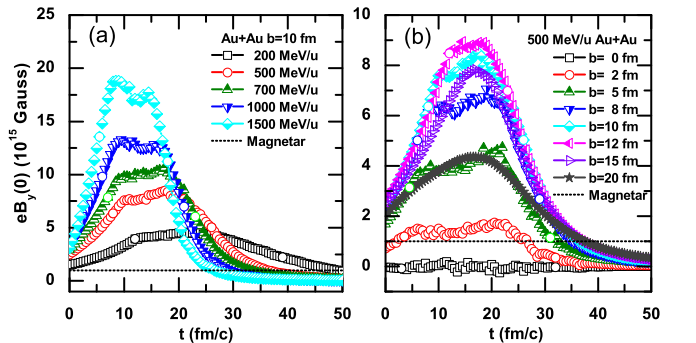 (a)
Au+Au b=10 fm
200 MeV/u
500 MeV/u
700 MeV/u
1000 MeV/u
1500 MeV/u
Magnetar
eB_y(0) (10^15 Gauss)
25
20
15
10
5
0
0 10 20 30 40 50
t (fm/c)
(b)
500 MeV/u Au+Au
b= 0 fm
b= 2 fm
b= 5 fm
b= 8 fm
b=10 fm
b=12 fm
b=15 fm
b=20 fm
Magnetar
10
8
6
4
2
0
0 10 20 30 40 50
t (fm/c)